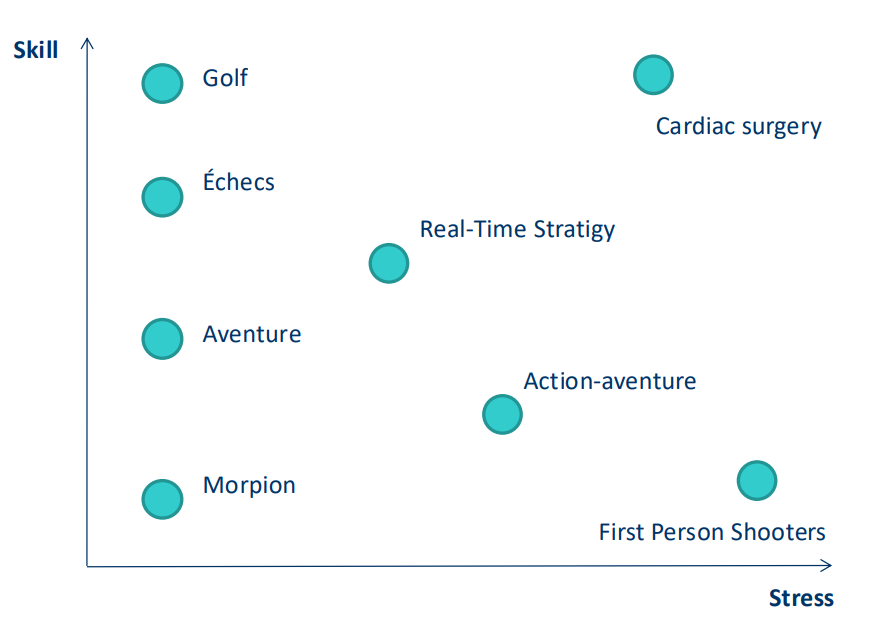 Skill
Golf
Cardiac surgery
Échecs
Real-Time Stratigy
Aventure
Action-aventure
Morpion
First Person Shooters
Stress